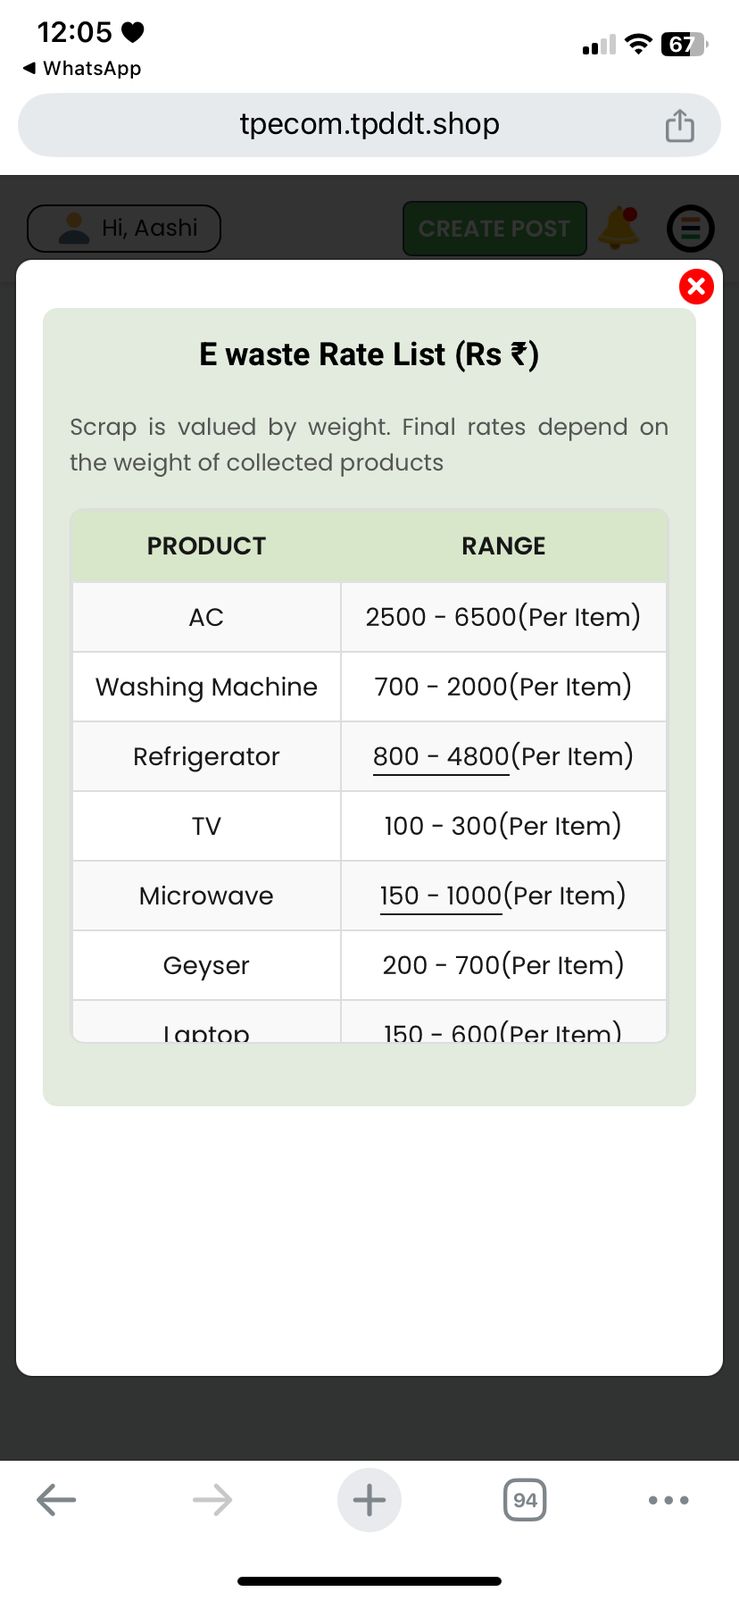 12:05
67
◀ WhatsApp
tpecom.tpddt.shop
Hi, Aashi
CREATE POST
E waste Rate List (Rs ₹)
Scrap is valued by weight. Final rates depend on
the weight of collected products
PRODUCT RANGE
AC 2500 - 6500(Per Item)
Washing Machine 700 - 2000(Per Item)
Refrigerator 800 - 4800(Per Item)
TV 100 - 300(Per Item)
Microwave 150 - 1000(Per Item)
Geyser 200 - 700(Per Item)
Laptop 150 - 600(Per Item)
94